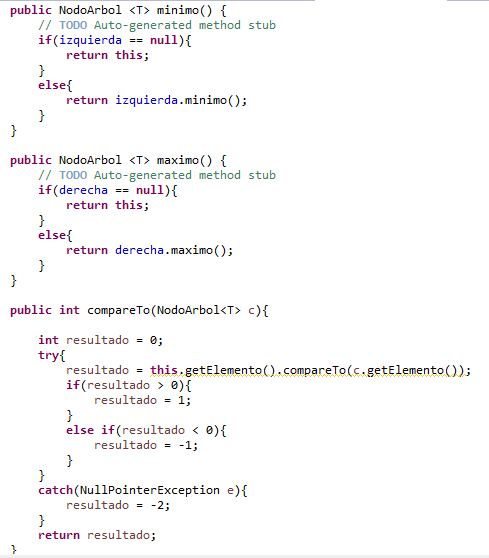 public NodoArbol <T> minimo() {
    // TODO Auto-generated method stub
    if(izquierda == null){
        return this;
    }
    else{
        return izquierda.minimo();
    }
}

public NodoArbol <T> maximo() {
    // TODO Auto-generated method stub
    if(derecha == null){
        return this;
    }
    else{
        return derecha.maximo();
    }
}

public int compareTo(NodoArbol<T> c){

    int resultado = 0;
    try{
        resultado = this.getElemento().compareTo(c.getElemento());
        if(resultado > 0){
            resultado = 1;
        }
        else if(resultado < 0){
            resultado = -1;
        }
    }
    catch(NullPointerException e){
        resultado = -2;
    }
    return resultado;
}